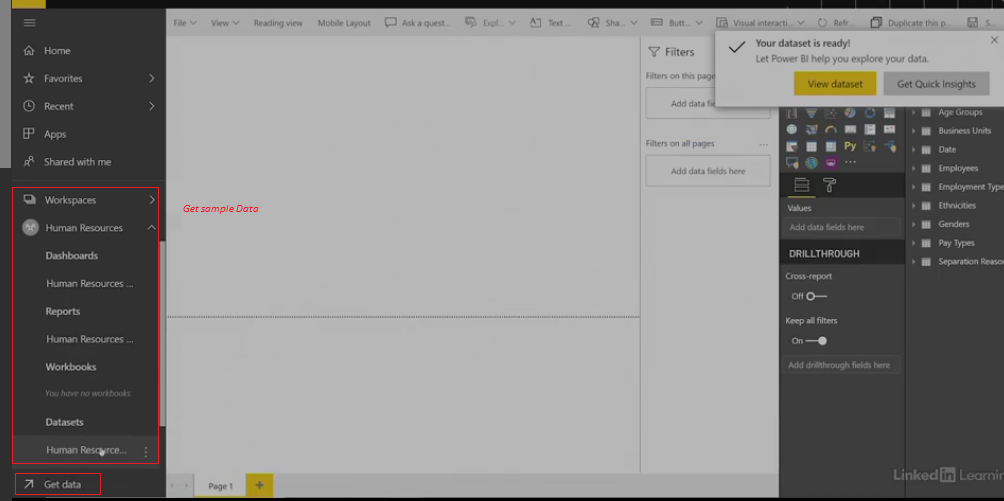 File View Reading view Mobile Layout Ask a quest... Expl... Text ... Sha... Butt... Visual interacti... Refr... Duplicate this p... S...
Your dataset is ready!
Let Power BI help you explore your data.
View dataset Get Quick Insights
Home
Favorites
Recent
Apps
Shared with me
Workspaces
Human Resources
Dashboards
Human Resources ...
Reports
Human Resources ...
Workbooks
You have no workbooks
Datasets
Human Resource...
Get data
Get sample Data
Page 1
Filters
Filters on this page
Add data fie
Filters on all pages ...
Add data fields here
Py
...
Values
Add data fields here
DRILLTHROUGH
Cross-report
Off
Keep all filters
On
Add drillthrough fields here
Age Groups
Business Units
Date
Employees
Employment Type
Ethnicities
Genders
Pay Types
Separation Reaso
Linked in Learnin